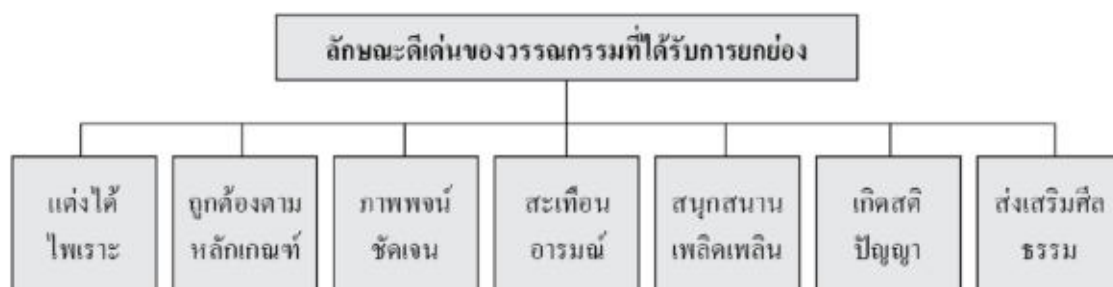 ลักษณะดีเด่นของวรรณกรรมที่ได้รับการยกย่อง
แต่งได้
ไพเราะ
ถูกต้องตาม
หลักเกณฑ์
ภาพพจน์
ชัดเจน
สะเทือน
อารมณ์
สนุกสนาน
เพลิดเพลิน
เกิดสติ
ปัญญา
ส่งเสริมศีล
ธรรม